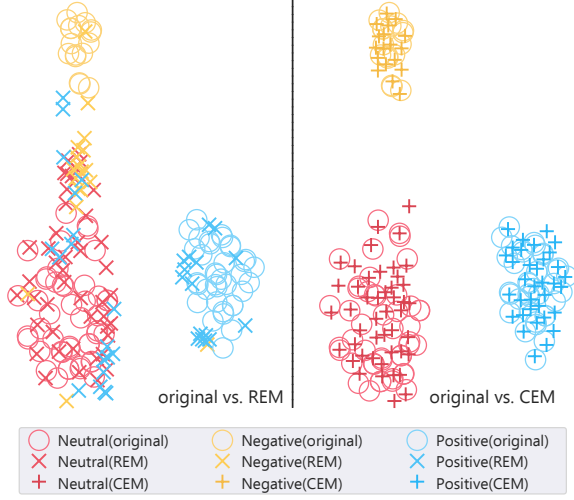 original vs. REM
original vs. CEM
Neutral(original) Negative(original) Positive(original)
Neutral(REM) Negative(REM) Positive(REM)
Neutral(CEM) Negative(CEM) Positive(CEM)